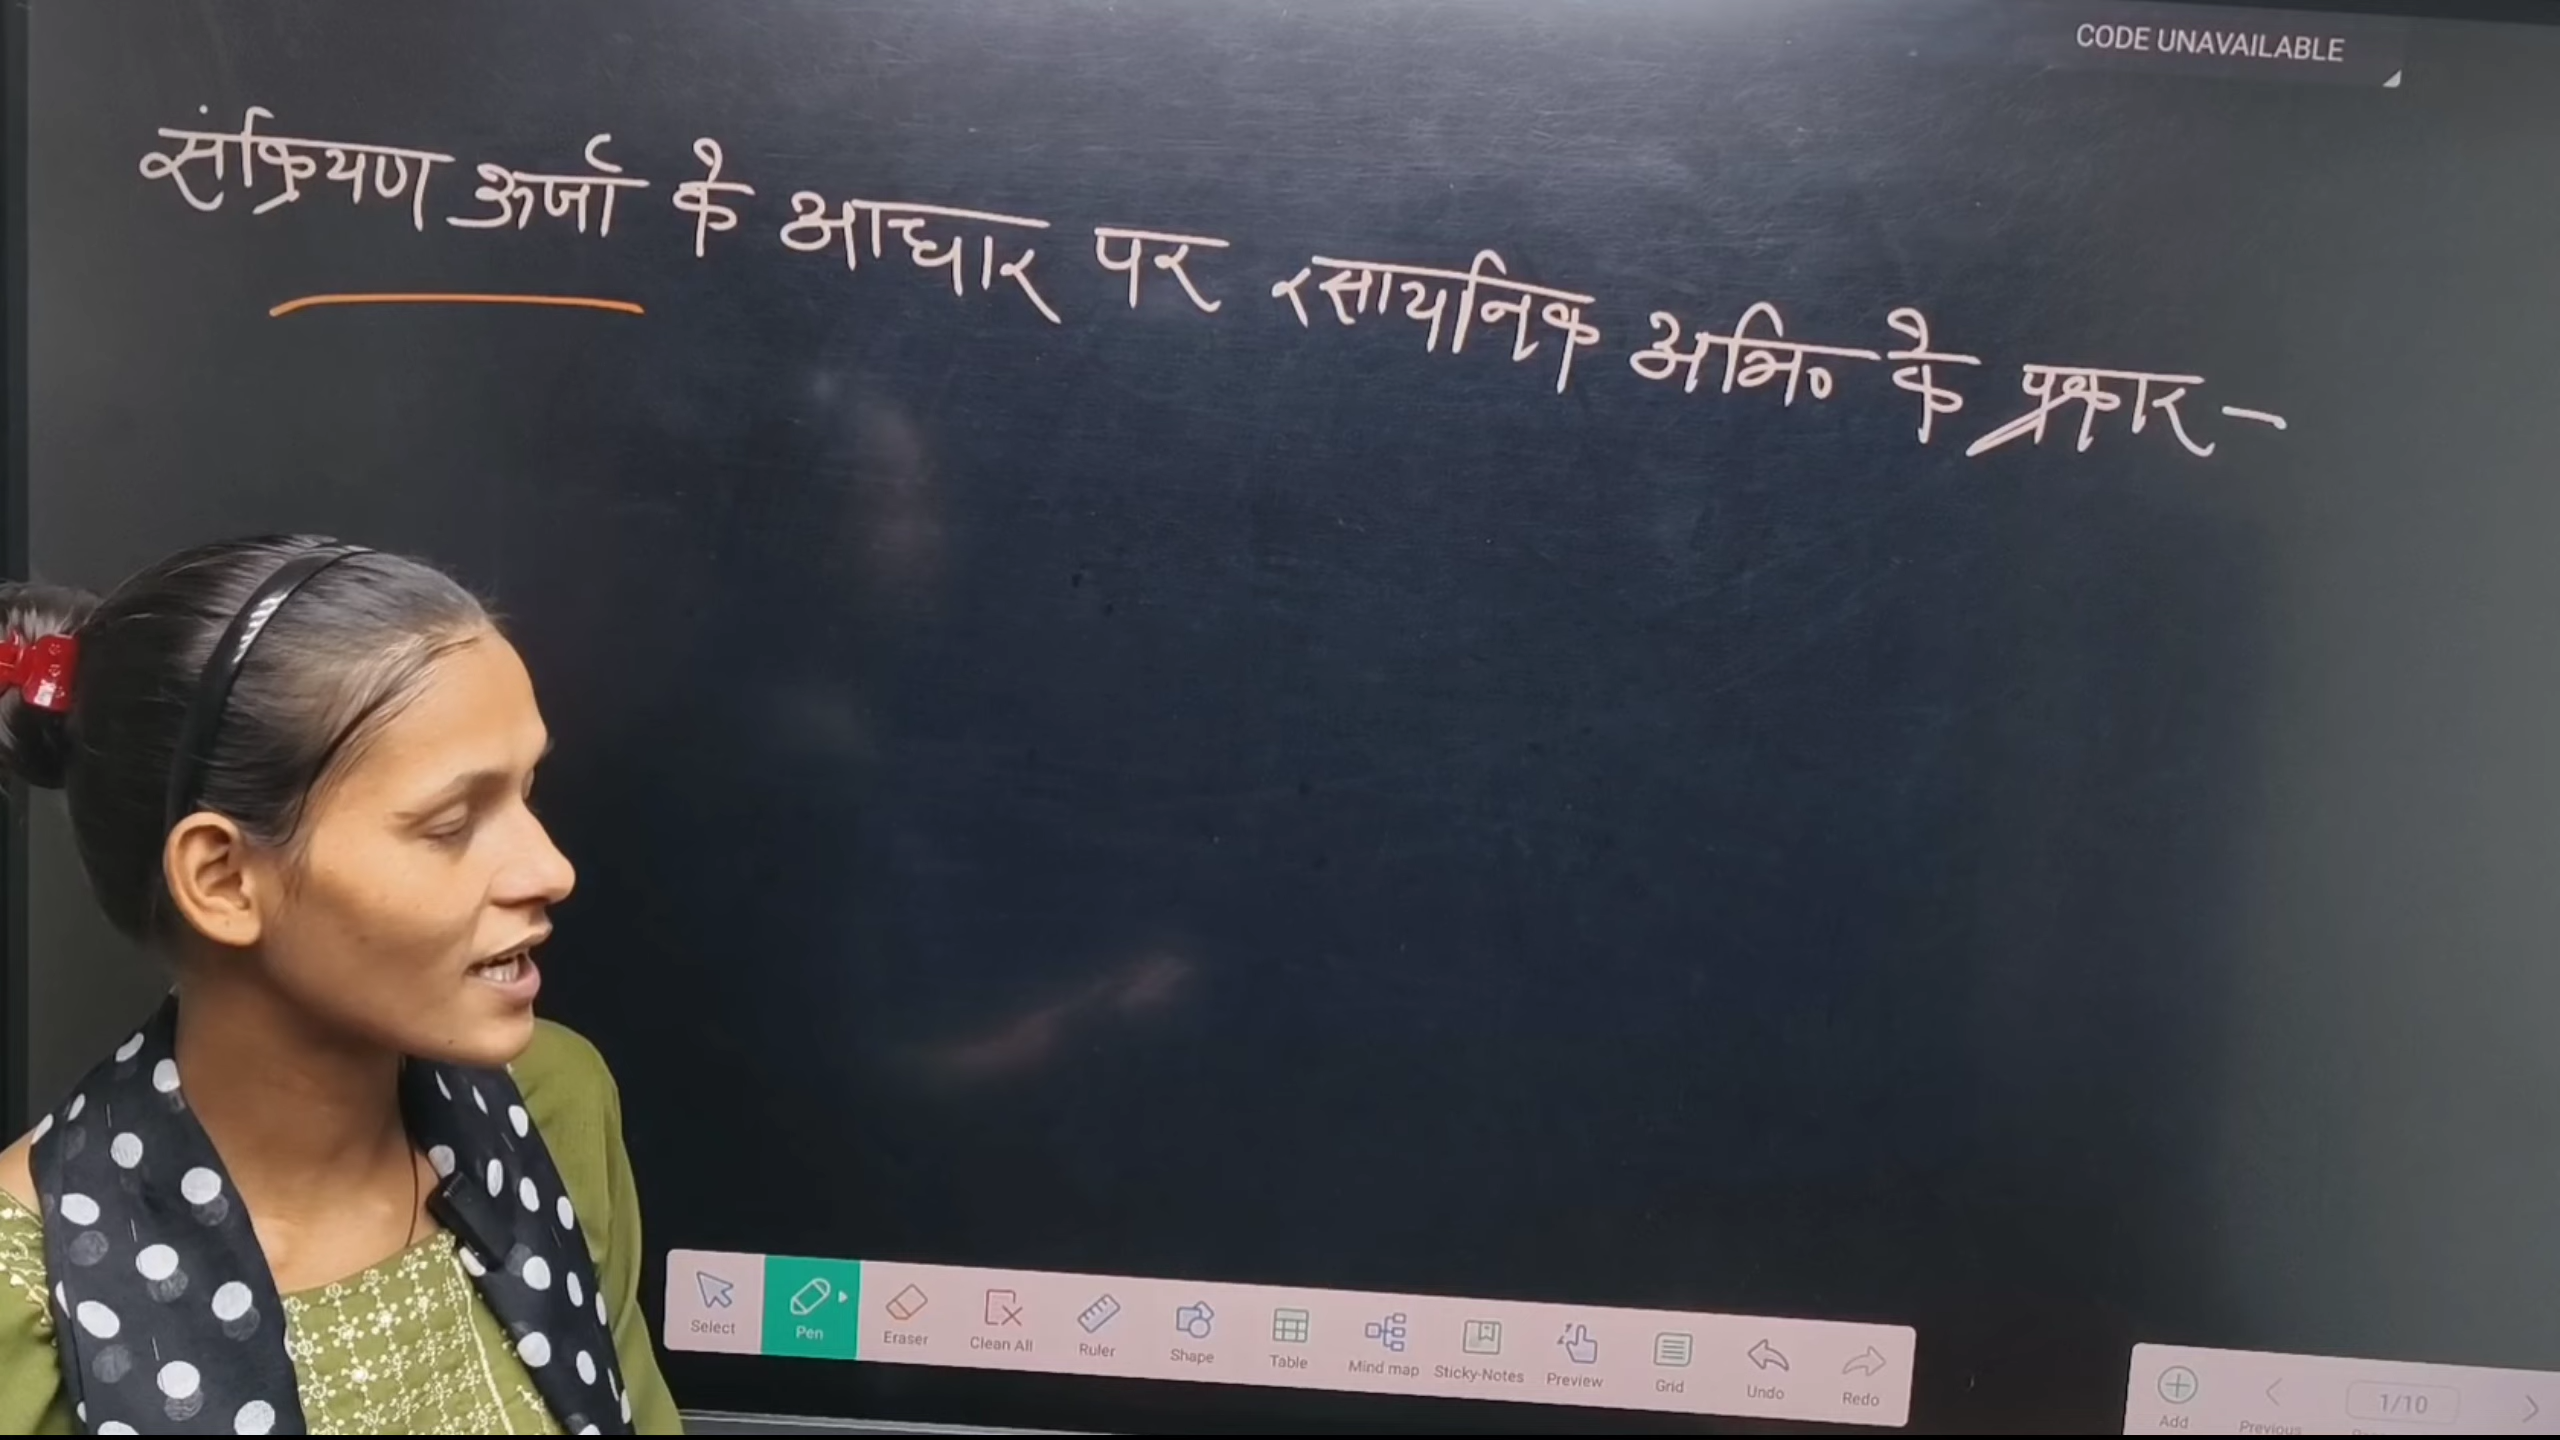 CODE UNAVAILABLE
संक्रियण ऊर्जा के आधार पर रसायनिक अभि० के प्रकार-
Select Pen Eraser Clean All Ruler Shape Table Mind map Sticky-Notes Preview Grid Undo Redo
Add Previous 1/10